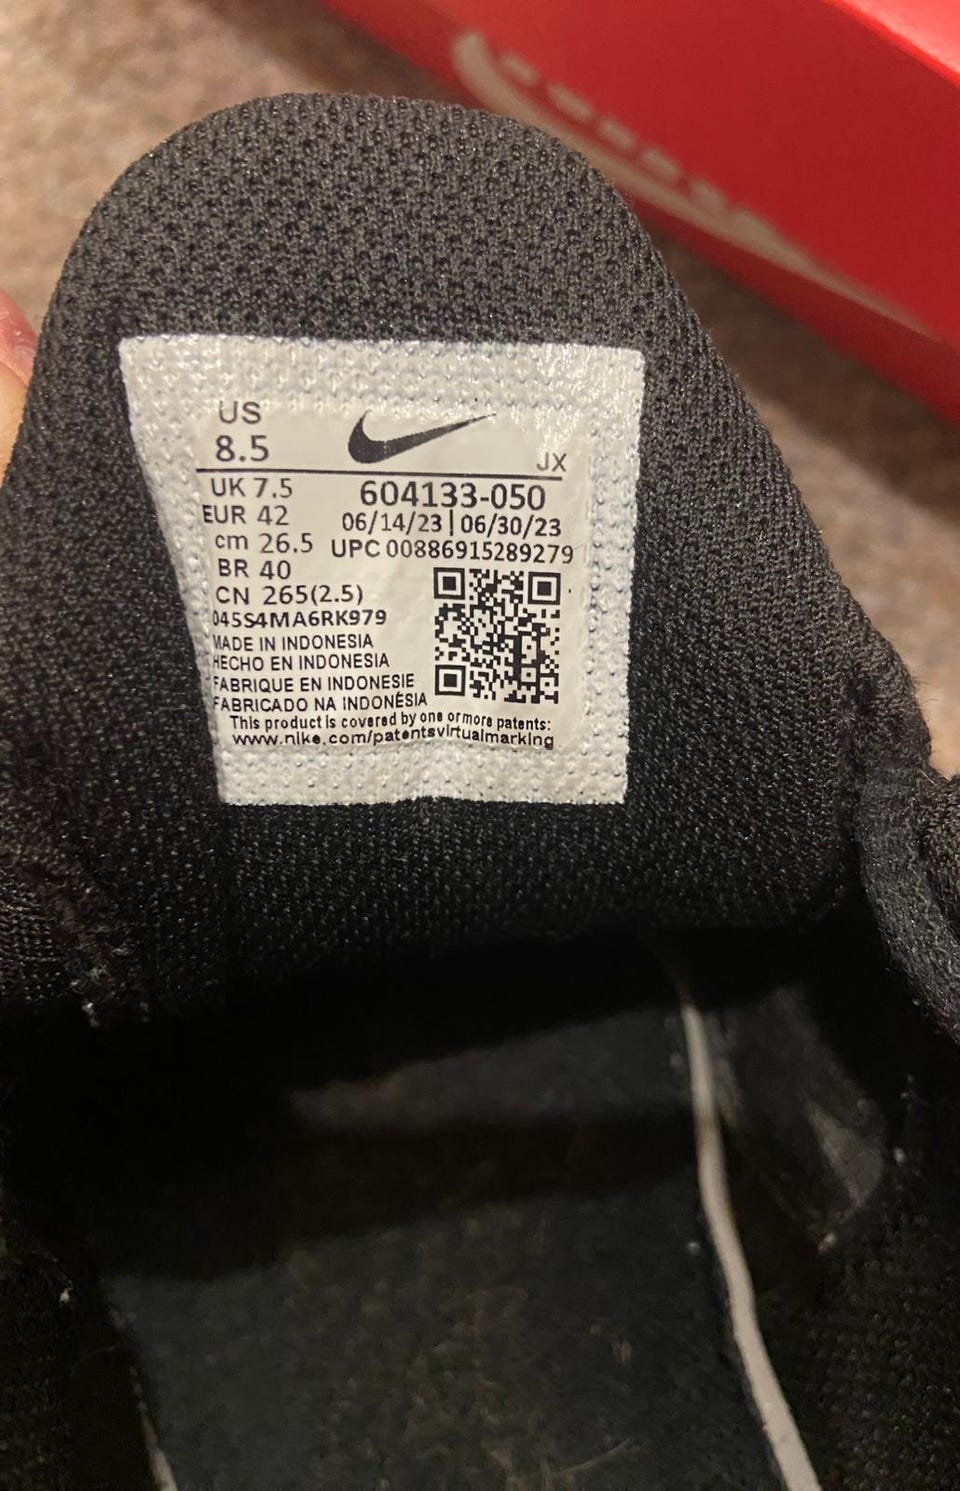 US
8.5
JX
UK 7.5
604133-050
EUR 42
06/14/23 | 06/30/23
cm 26.5
UPC 00886915289279
BR 40
CN 265(2.5)
045S4MA6RK979
MADE IN INDONESIA
HECHO EN INDONESIA
FABRIQUE EN INDONESIE
FABRICADO NA INDONÉSIA
This product is covered by one or more patents:
www.nike.com/patentsvirtualmarking